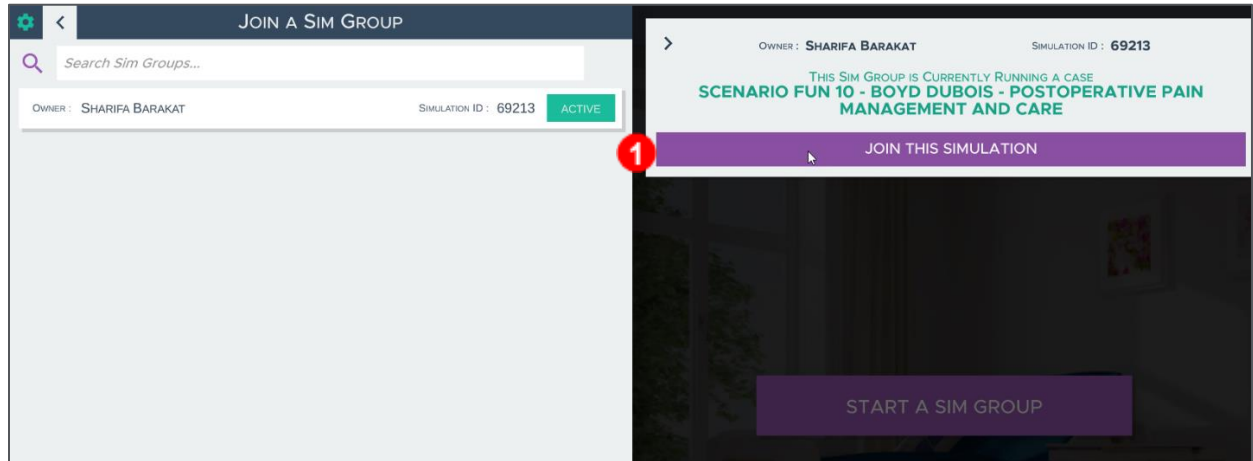 JOIN A SIM GROUP
Search Sim Groups...
OWNER : SHARIFA BARAKAT SIMULATION ID : 69213 ACTIVE
OWNER : SHARIFA BARAKAT SIMULATION ID : 69213
THIS SIM GROUP IS CURRENTLY RUNNING A CASE
SCENARIO FUN 10 - BOYD DUBOIS - POSTOPERATIVE PAIN
MANAGEMENT AND CARE
1 JOIN THIS SIMULATION
START A SIM GROUP